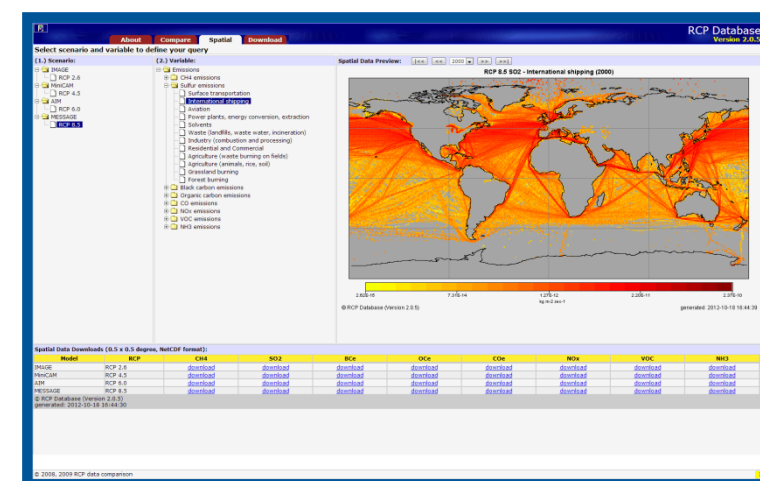 RCP Database
Version 2.0.5
About Compare Spatial Download
Select scenario and variable to define your query
(1.) Scenario:
IMAGE
RCP 2.6
MiniCAM
RCP 4.5
AIM
RCP 6.0
MESSAGE
RCP 8.5
(2.) Variable:
Emissions
CH4 emissions
Sulfur emissions
Surface transportation
International shipping
Aviation
Power plants, energy conversion, extraction
Solvents
Waste (landfills, waste water, incineration)
Industry (combustion and processing)
Residential and Commercial
Agriculture (waste burning on fields)
Agriculture (animals, rice, soil)
Grassland burning
Forest burning
Black carbon emissions
Organic carbon emissions
CO emissions
NOx emissions
VOC emissions
NH3 emissions
Spatial Data Preview: |<< << 2000 >> >>|
RCP 8.5 SO2 - International shipping (2000)
7.31E-14 1.27E-12 2.20E-11
kg m-2 sec-1
© RCP Database (Version 2.0.5) generated: 2012-10-18 16:44:39
Spatial Data Downloads (0.5 x 0.5 degree, NetCDF format):
Model RCP CH4 SO2 BCe OCe COe NOx VOC NH3
IMAGE RCP 2.6 download download download download download download download download
MiniCAM RCP 4.5 download download download download download download download download
AIM RCP 6.0 download download download download download download download download
MESSAGE RCP 8.5 download download download download download download download download
© RCP Database (Version 2.0.5)
generated: 2012-10-18 16:44:30
© 2008, 2009 RCP data comparison